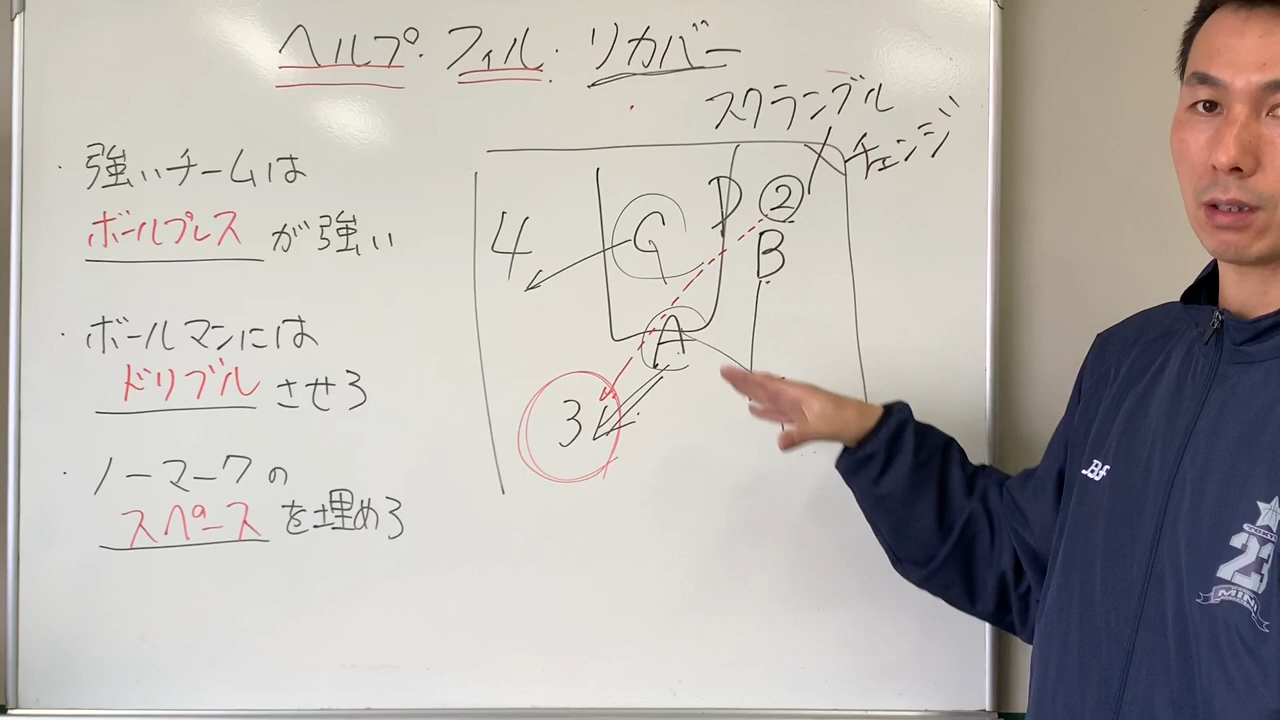 ヘルプ・フィル・リカバー
スクランブル
チェンジ
・強いチームは
ボールプレス が強い
・ボールマンには
ドリブル させろ
・ノーマークの
スペース を埋めろ
4
C
D
②
B
A
3
Bf
23
MINI